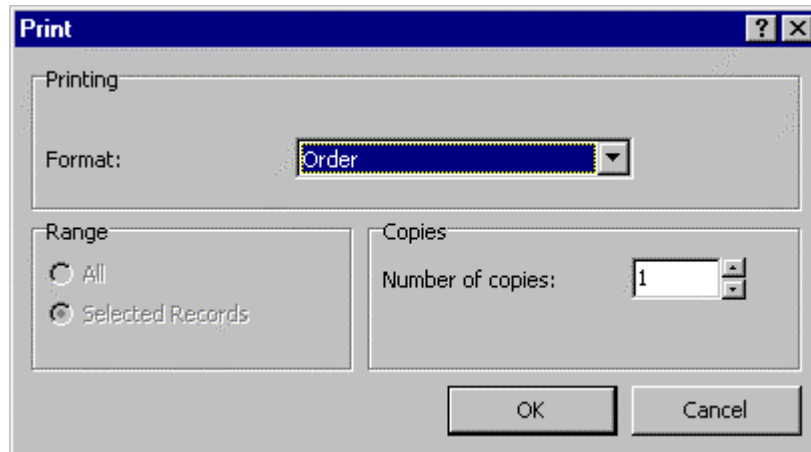 Print
Printing
Format:
Order
Range
All
Selected Records
Copies
Number of copies:
1
OK
Cancel